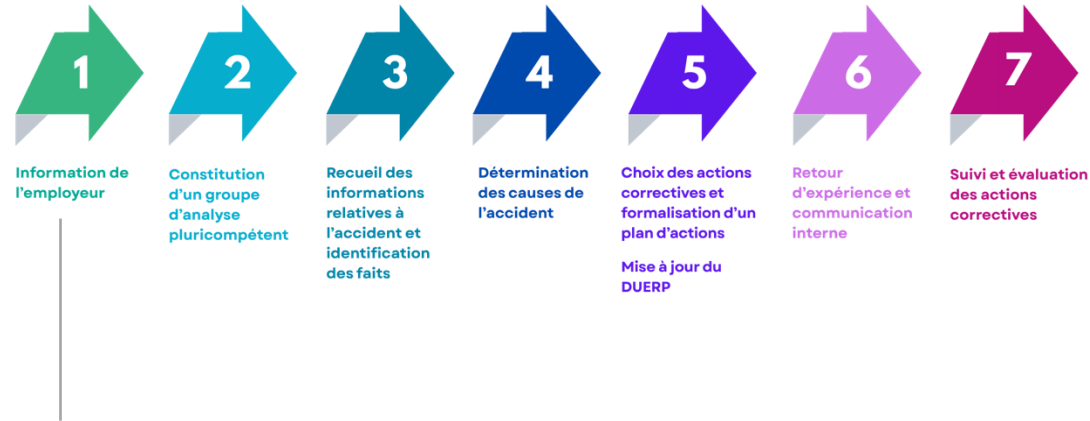 1
Information de
l'employeur
2
Constitution
d'un groupe
d'analyse
pluricompétent
3
Recueil des
informations
relatives à
l'accident et
identification
des faits
4
Détermination
des causes de
l'accident
5
Choix des actions
correctives et
formalisation d'un
plan d'actions
Mise à jour du
DUERP
6
Retour
d'expérience et
communication
interne
7
Suivi et évaluation
des actions
correctives